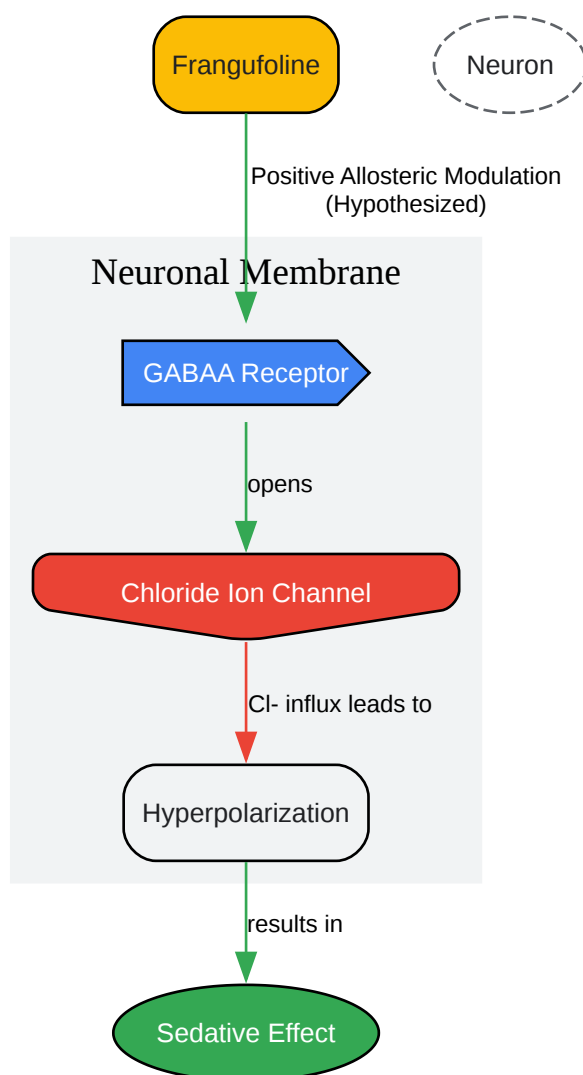 Frangufoline
Neuron
Positive Allosteric Modulation
(Hypothesized)
Neuronal Membrane
GABAA Receptor
opens
Chloride Ion Channel
Cl- influx leads to
Hyperpolarization
results in
Sedative Effect